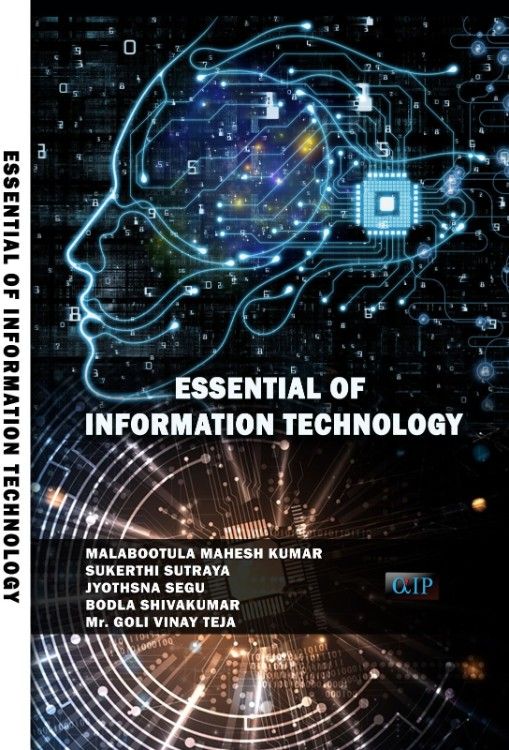 ESSENTIAL OF INFORMATION TECHNOLOGY
ESSENTIAL OF
INFORMATION TECHNOLOGY
MALABOOTULA MAHESH KUMAR
SUKERTHI SUTRAYA
JYOTHSNA SEGU
BODLA SHIVAKUMAR
Mr. GOLI VINAY TEJA
αIP